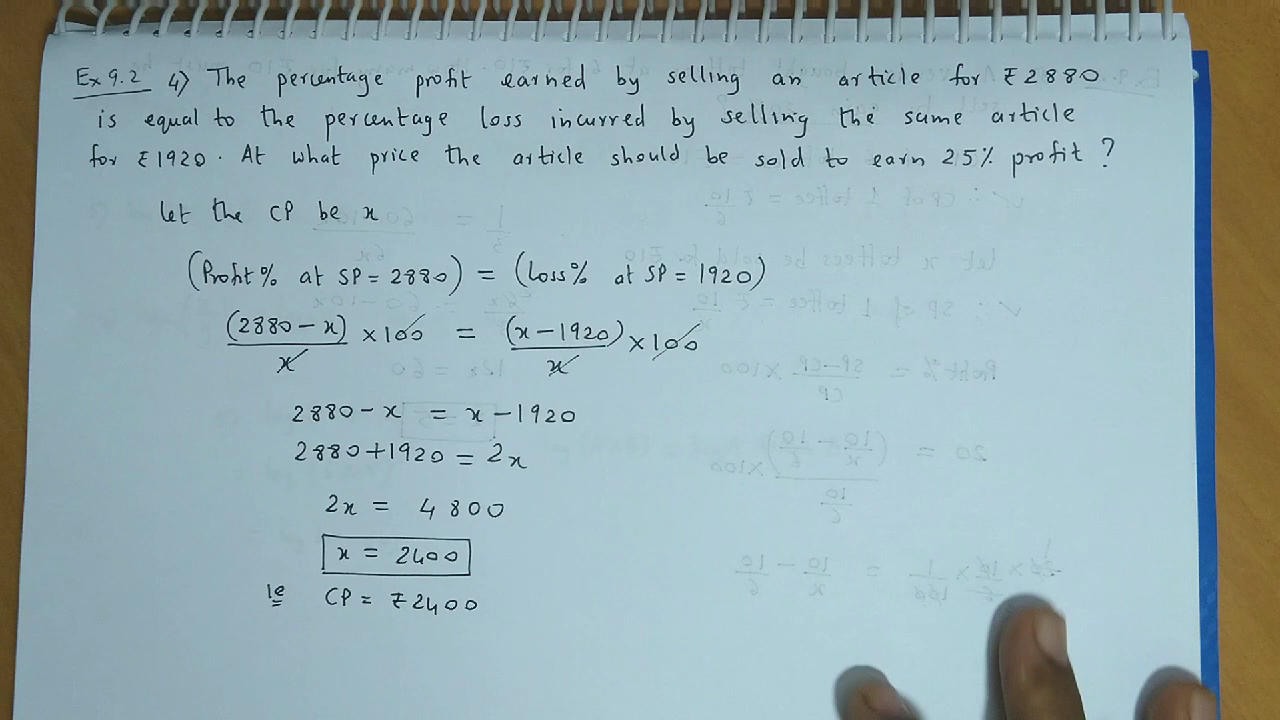 Ex 9.2 4) The percentage profit earned by selling an article for ₹2880
is equal to the percentage loss incurred by selling the same article
for ₹1920. At what price the article should be sold to earn 25% profit?
let the CP be x
(Profit% at SP = 2880) = (Loss% at SP = 1920)
(2880 - x)/x × 100 = (x - 1920)/x × 100
2880 - x = x - 1920
2880 + 1920 = 2x
2x = 4800
x = 2400
ie CP = ₹2400